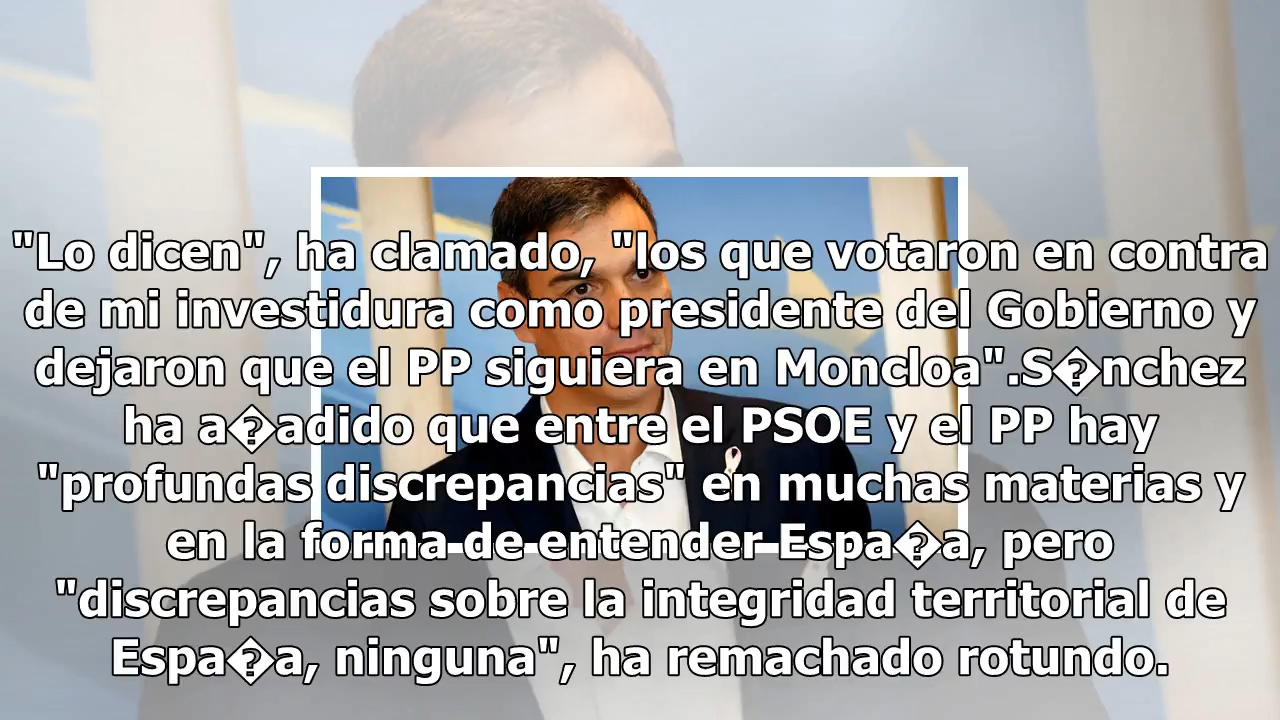 "Lo dicen", ha clamado, "los que votaron en contra
de mi investidura como presidente del Gobierno y
dejaron que el PP siguiera en Moncloa".S�nchez
ha a�adido que entre el PSOE y el PP hay
"profundas discrepancias" en muchas materias y
en la forma de entender Espa�a, pero
"discrepancias sobre la integridad territorial de
Espa�a, ninguna", ha remachado rotundo.